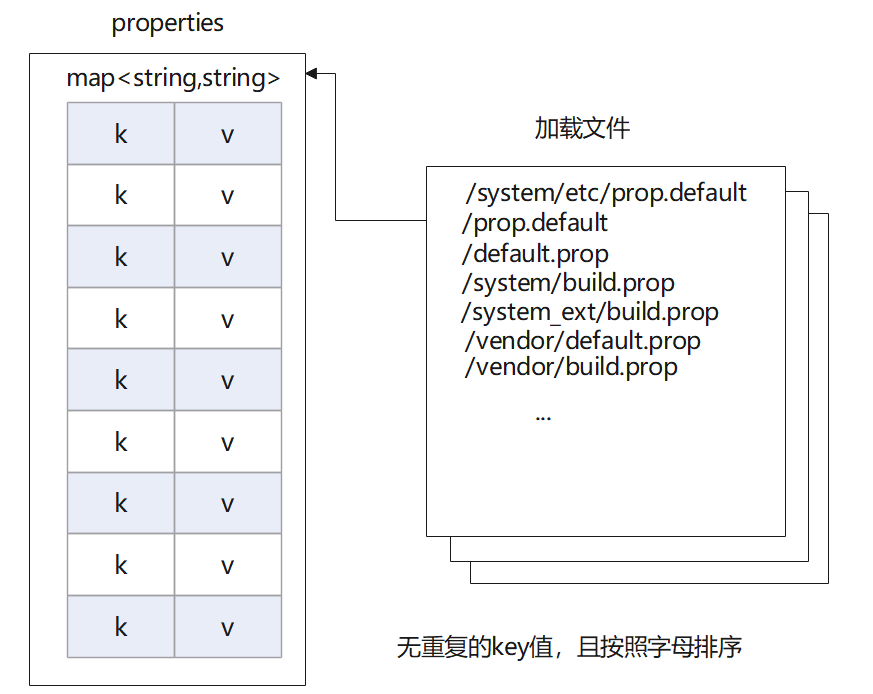 properties
map<string,string>
k v
k v
k v
k v
k v
k v
k v
k v
k v
加载文件
/system/etc/prop.default
/prop.default
/default.prop
/system/build.prop
/system_ext/build.prop
/vendor/default.prop
/vendor/build.prop
...
无重复的key值，且按照字母排序